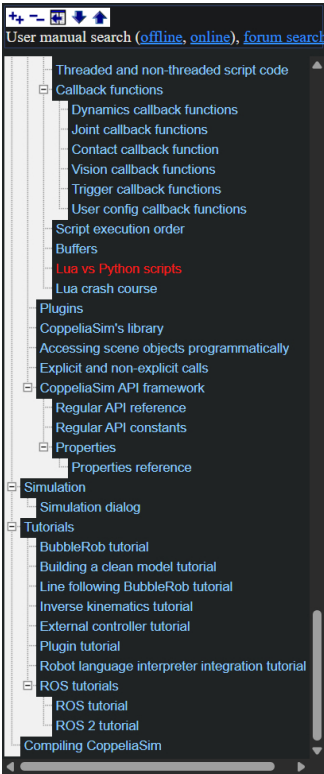 User manual search (offline, online), forum search
Threaded and non-threaded script code
Callback functions
Dynamics callback functions
Joint callback functions
Contact callback function
Vision callback functions
Trigger callback functions
User config callback functions
Script execution order
Buffers
Lua vs Python scripts
Lua crash course
Plugins
CoppeliaSim's library
Accessing scene objects programmatically
Explicit and non-explicit calls
CoppeliaSim API framework
Regular API reference
Regular API constants
Properties
Properties reference
Simulation
Simulation dialog
Tutorials
BubbleRob tutorial
Building a clean model tutorial
Line following BubbleRob tutorial
Inverse kinematics tutorial
External controller tutorial
Plugin tutorial
Robot language interpreter integration tutorial
ROS tutorials
ROS tutorial
ROS 2 tutorial
Compiling CoppeliaSim